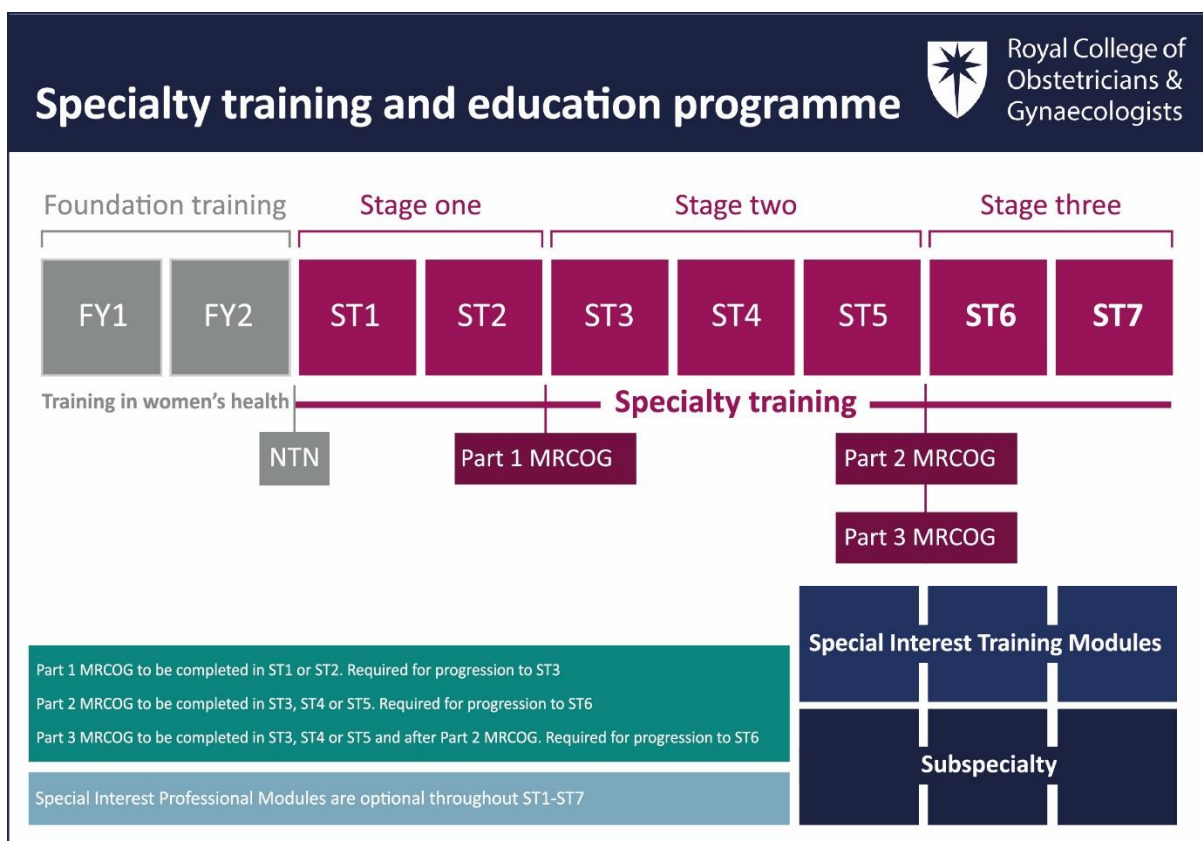 Specialty training and education programme
Royal College of
Obstetricians &
Gynaecologists
Foundation training
Stage one
Stage two
Stage three
FY1
FY2
ST1
ST2
ST3
ST4
ST5
ST6
ST7
Training in women's health
Specialty training
NTN
Part 1 MRCOG
Part 2 MRCOG
Part 3 MRCOG
Special Interest Training Modules
Subspecialty
Part 1 MRCOG to be completed in ST1 or ST2. Required for progression to ST3
Part 2 MRCOG to be completed in ST3, ST4 or ST5. Required for progression to ST6
Part 3 MRCOG to be completed in ST3, ST4 or ST5 and after Part 2 MRCOG. Required for progression to ST6
Special Interest Professional Modules are optional throughout ST1-ST7